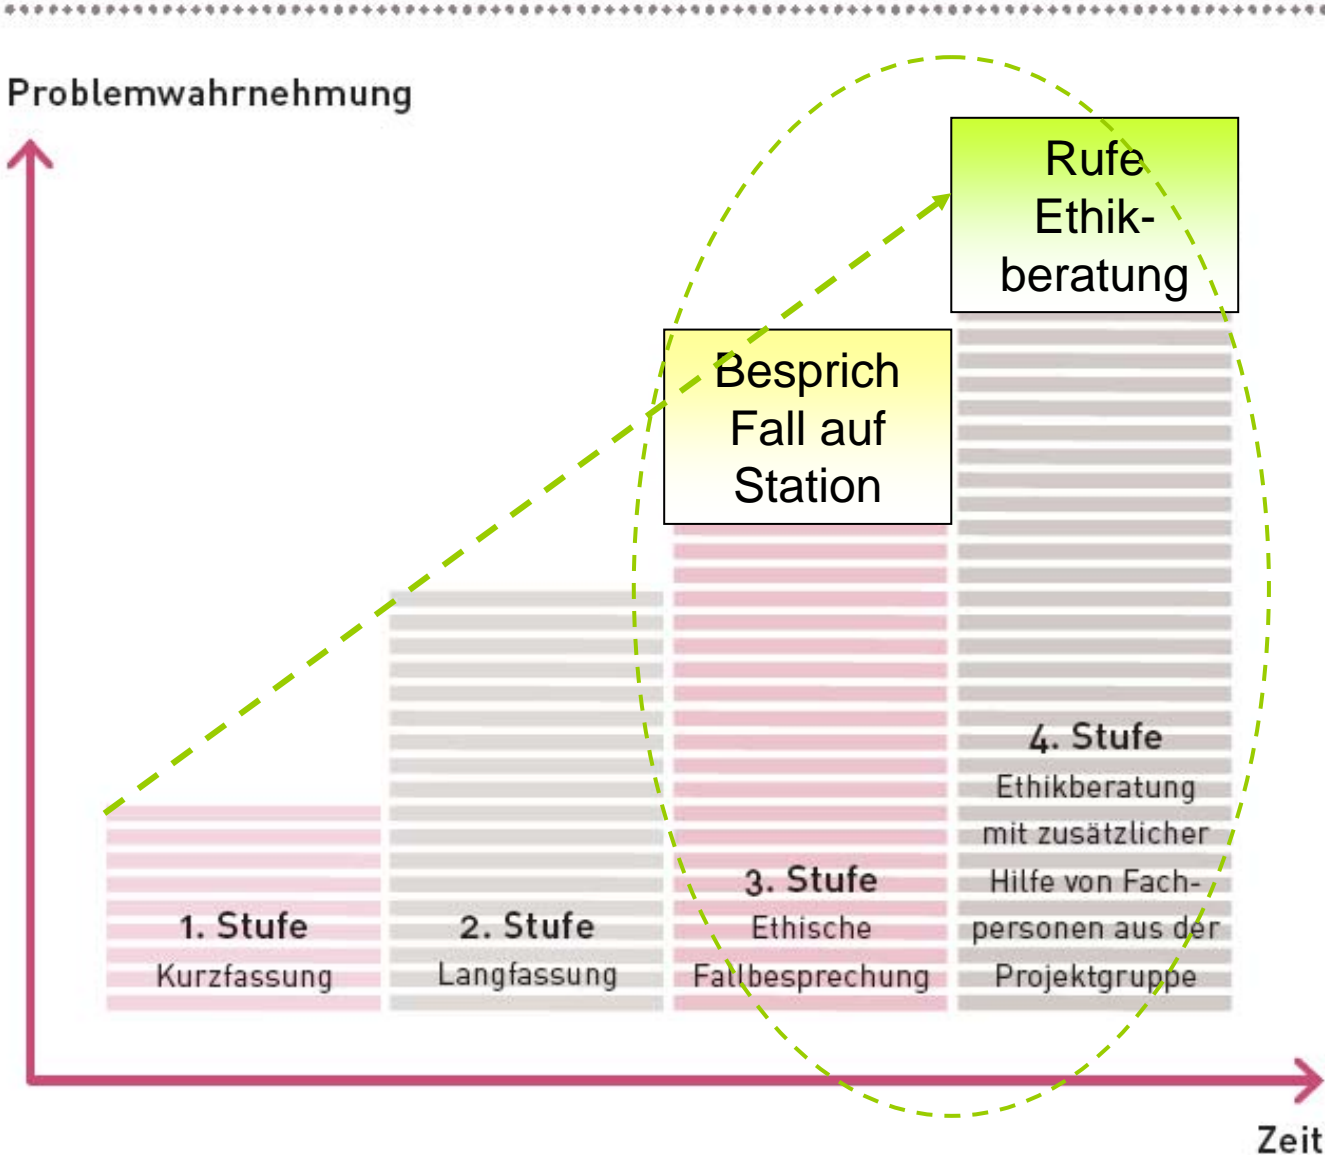 Problemwahrnehmung
Rufe
Ethik-
beratung
Besprich
Fall auf
Station
1. Stufe
Kurzfassung
2. Stufe
Langfassung
3. Stufe
Ethische
Fallbesprechung
4. Stufe
Ethikberatung
mit zusätzlicher
Hilfe von Fach-
personen aus der
Projektgruppe
Zeit